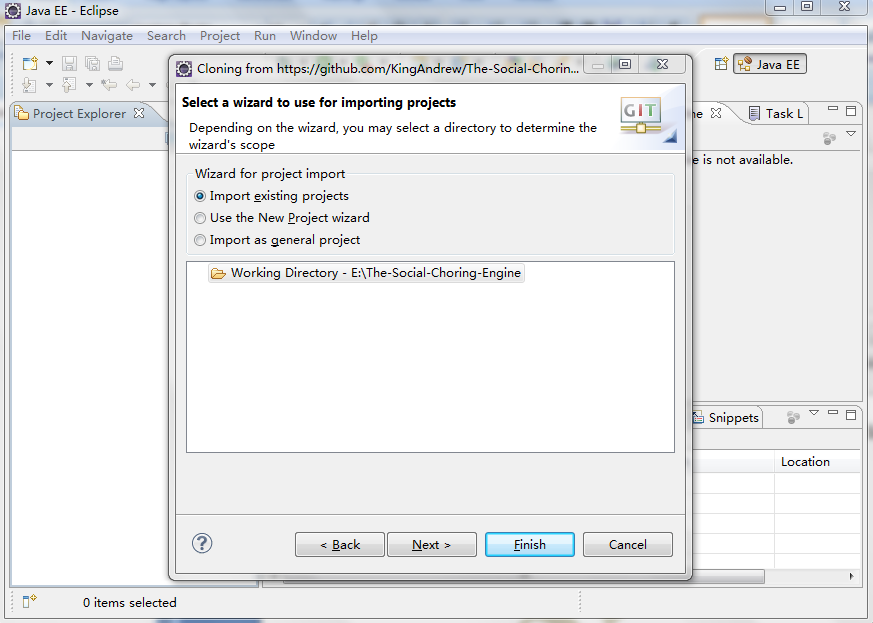 Java EE - Eclipse
File Edit Navigate Search Project Run Window Help
Java EE
Project Explorer
Task L
e is not available.
Cloning from https://github.com/KingAndrew/The-Social-Chorin...
Select a wizard to use for importing projects
GIT
Depending on the wizard, you may select a directory to determine the
wizard's scope
Wizard for project import
Import existing projects
Use the New Project wizard
Import as general project
Working Directory - E:\The-Social-Choring-Engine
Snippets
Location
?
< Back Next > Finish Cancel
0 items selected